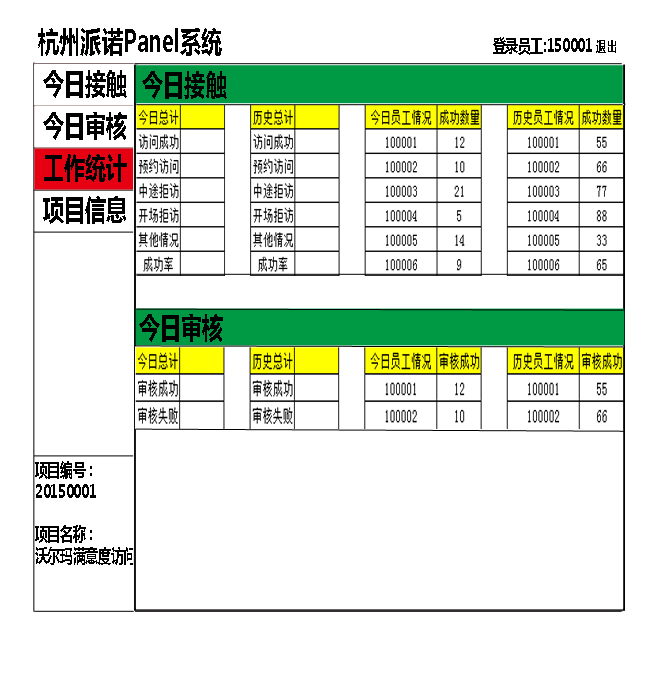 杭州派诺Panel系统
登录员工:150001 退出
今日接触
今日审核
工作统计
项目信息
项目编号：
20150001
项目名称：
沃尔玛满意度访问
今日接触
今日总计 历史总计 今日员工情况 成功数量 历史员工情况 成功数量
访问成功 访问成功 100001 12 100001 55
预约访问 预约访问 100002 10 100002 66
中途拒访 中途拒访 100003 21 100003 77
开场拒访 开场拒访 100004 5 100004 88
其他情况 其他情况 100005 14 100005 33
成功率 成功率 100006 9 100006 65
今日审核
今日总计 历史总计 今日员工情况 审核成功 历史员工情况 审核成功
审核成功 审核成功 100001 12 100001 55
审核失败 审核失败 100002 10 100002 66